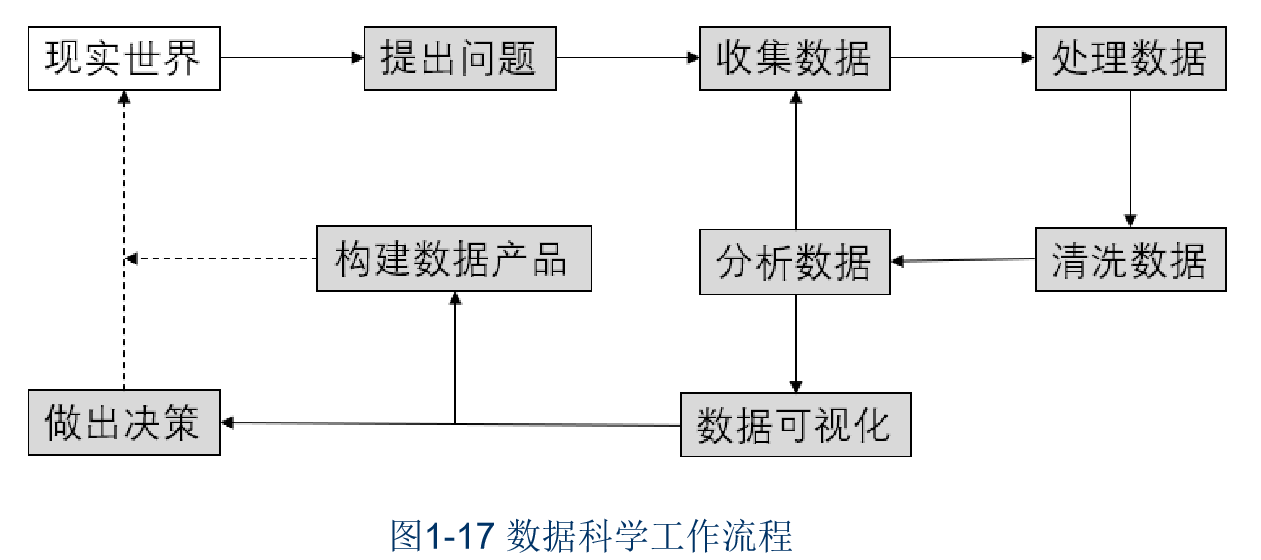 现实世界
提出问题
收集数据
处理数据
构建数据产品
分析数据
清洗数据
做出决策
数据可视化
图1-17 数据科学工作流程